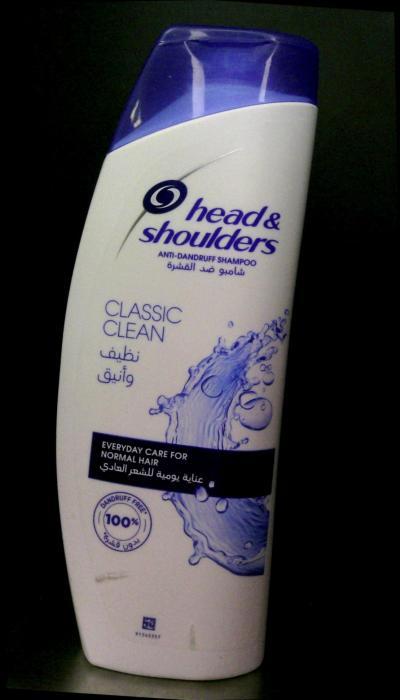 head &
shoulders
ANTI-DANDRUFF SHAMPOO
شامبو ضد القشرة
CLASSIC
CLEAN
نظيف
وأنيق
EVERYDAY CARE FOR
NORMAL HAIR
عناية يومية للشعر العادي
DANDRUFF FREE*
100%
بدون قشرة*